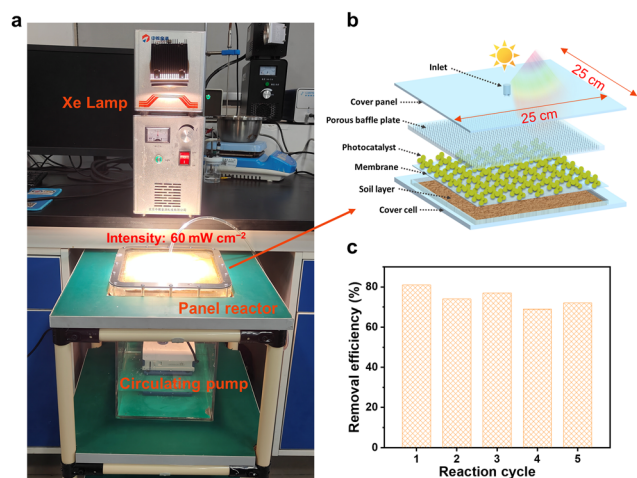 a
Xe Lamp
Intensity: 60 mW cm⁻²
Panel reactor
Circulating pump
b
Inlet
Cover panel
Porous baffle plate
Photocatalyst
Membrane
Soil layer
Cover cell
25 cm
25 cm
c
Removal efficiency (%)
80
60
40
20
0
1 2 3 4 5
Reaction cycle